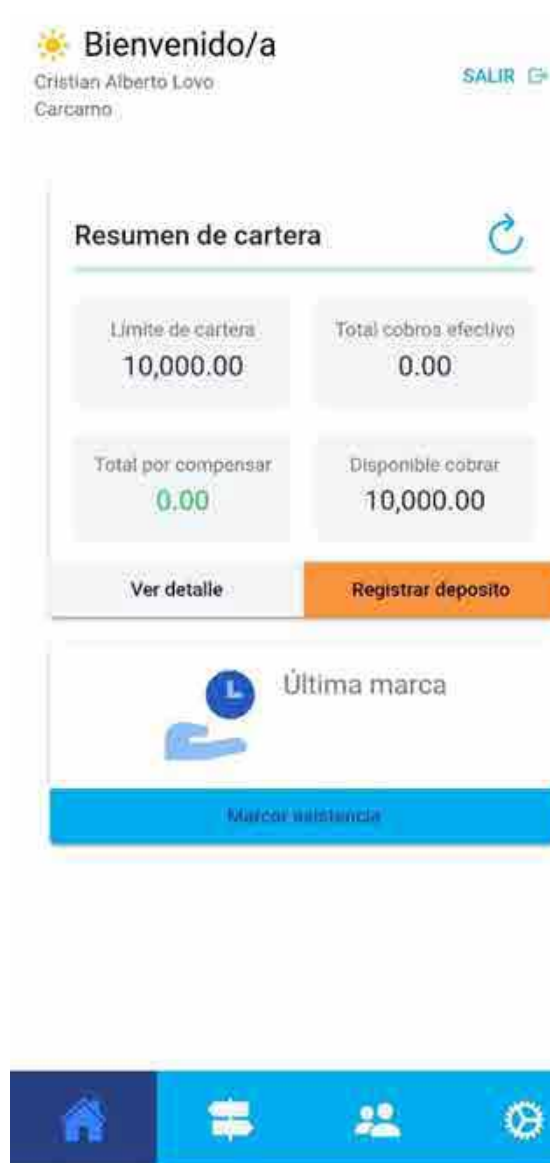 Bienvenido/a
Cristian Alberto Lovo
Carcamo
SALIR
Resumen de cartera
Límite de cartera
10,000.00
Total cobros efectivo
0.00
Total por compensar
0.00
Disponible cobrar
10,000.00
Ver detalle
Registrar deposito
Última marca
Marcar asistencia